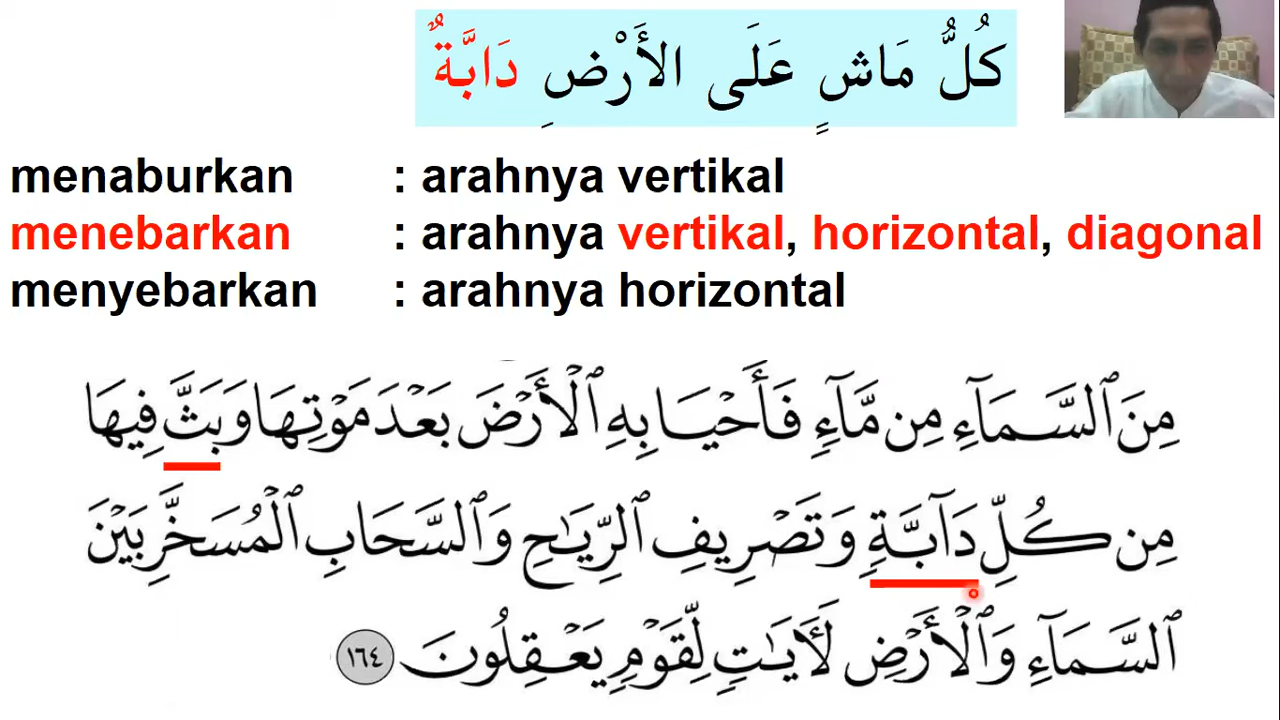 كُلُّ مَاشٍ عَلَى الأَرْضِ دَابَّةٌ
menaburkan : arahnya vertikal
menebarkan : arahnya vertikal, horizontal, diagonal
menyebarkan : arahnya horizontal
مِنَ ٱلسَّمَآءِ مِن مَّآءٍ فَأَحْيَا بِهِ ٱلْأَرْضَ بَعْدَ مَوْتِهَا وَبَثَّ فِيهَا
مِن كُلِّ دَآبَّةٍ وَتَصْرِيفِ ٱلرِّيَٰحِ وَٱلسَّحَابِ ٱلْمُسَخَّرِ بَيْنَ
ٱلسَّمَآءِ وَٱلْأَرْضِ لَأٓيَٰتٍ لِّقَوْمٍ يَعْقِلُونَ ١٦٤